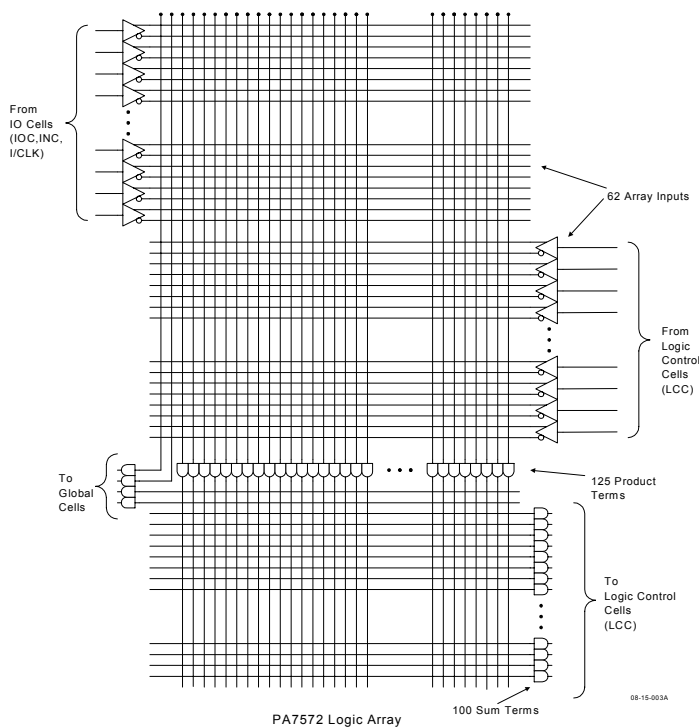 From
IO Cells
(IOC,INC,
I/CLK)
62 Array Inputs
From
Logic
Control
Cells
(LCC)
To
Global
Cells
125 Product
Terms
To
Logic Control
Cells
(LCC)
100 Sum Terms
08-15-003A
PA7572 Logic Array